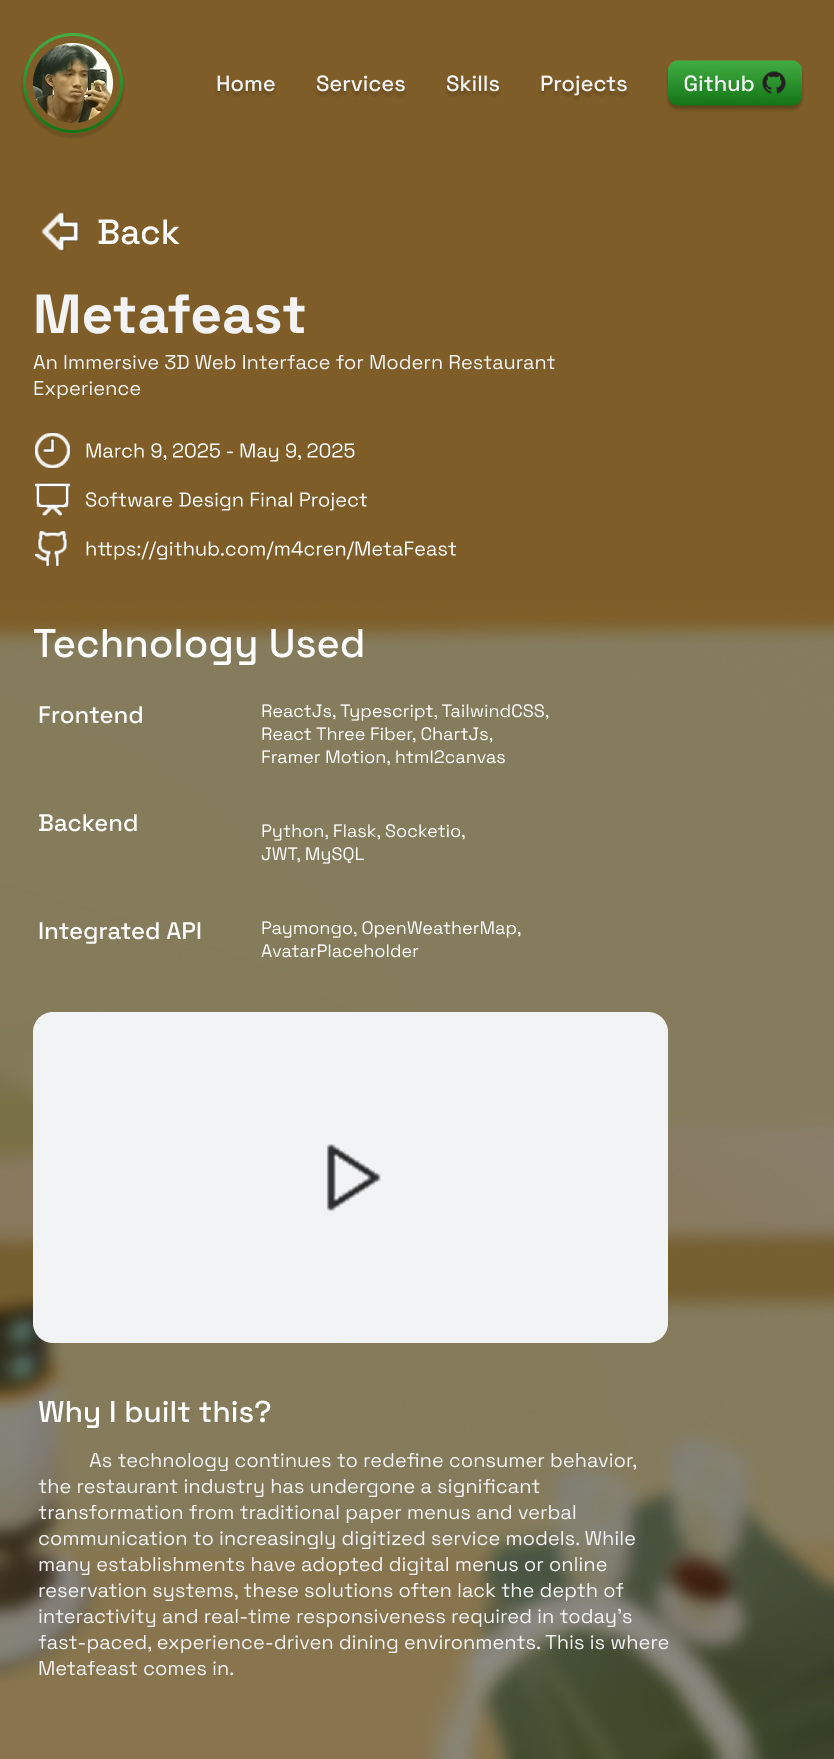 Home Services Skills Projects Github
Back
Metafeast
An Immersive 3D Web Interface for Modern Restaurant
Experience
March 9, 2025 - May 9, 2025
Software Design Final Project
https://github.com/m4cren/MetaFeast
Technology Used
Frontend
ReactJs, Typescript, TailwindCSS,
React Three Fiber, ChartJs,
Framer Motion, html2canvas
Backend
Python, Flask, Socketio,
JWT, MySQL
Integrated API
Paymongo, OpenWeatherMap,
AvatarPlaceholder
Why I built this?
As technology continues to redefine consumer behavior,
the restaurant industry has undergone a significant
transformation from traditional paper menus and verbal
communication to increasingly digitized service models. While
many establishments have adopted digital menus or online
reservation systems, these solutions often lack the depth of
interactivity and real-time responsiveness required in today's
fast-paced, experience-driven dining environments. This is where
Metafeast comes in.